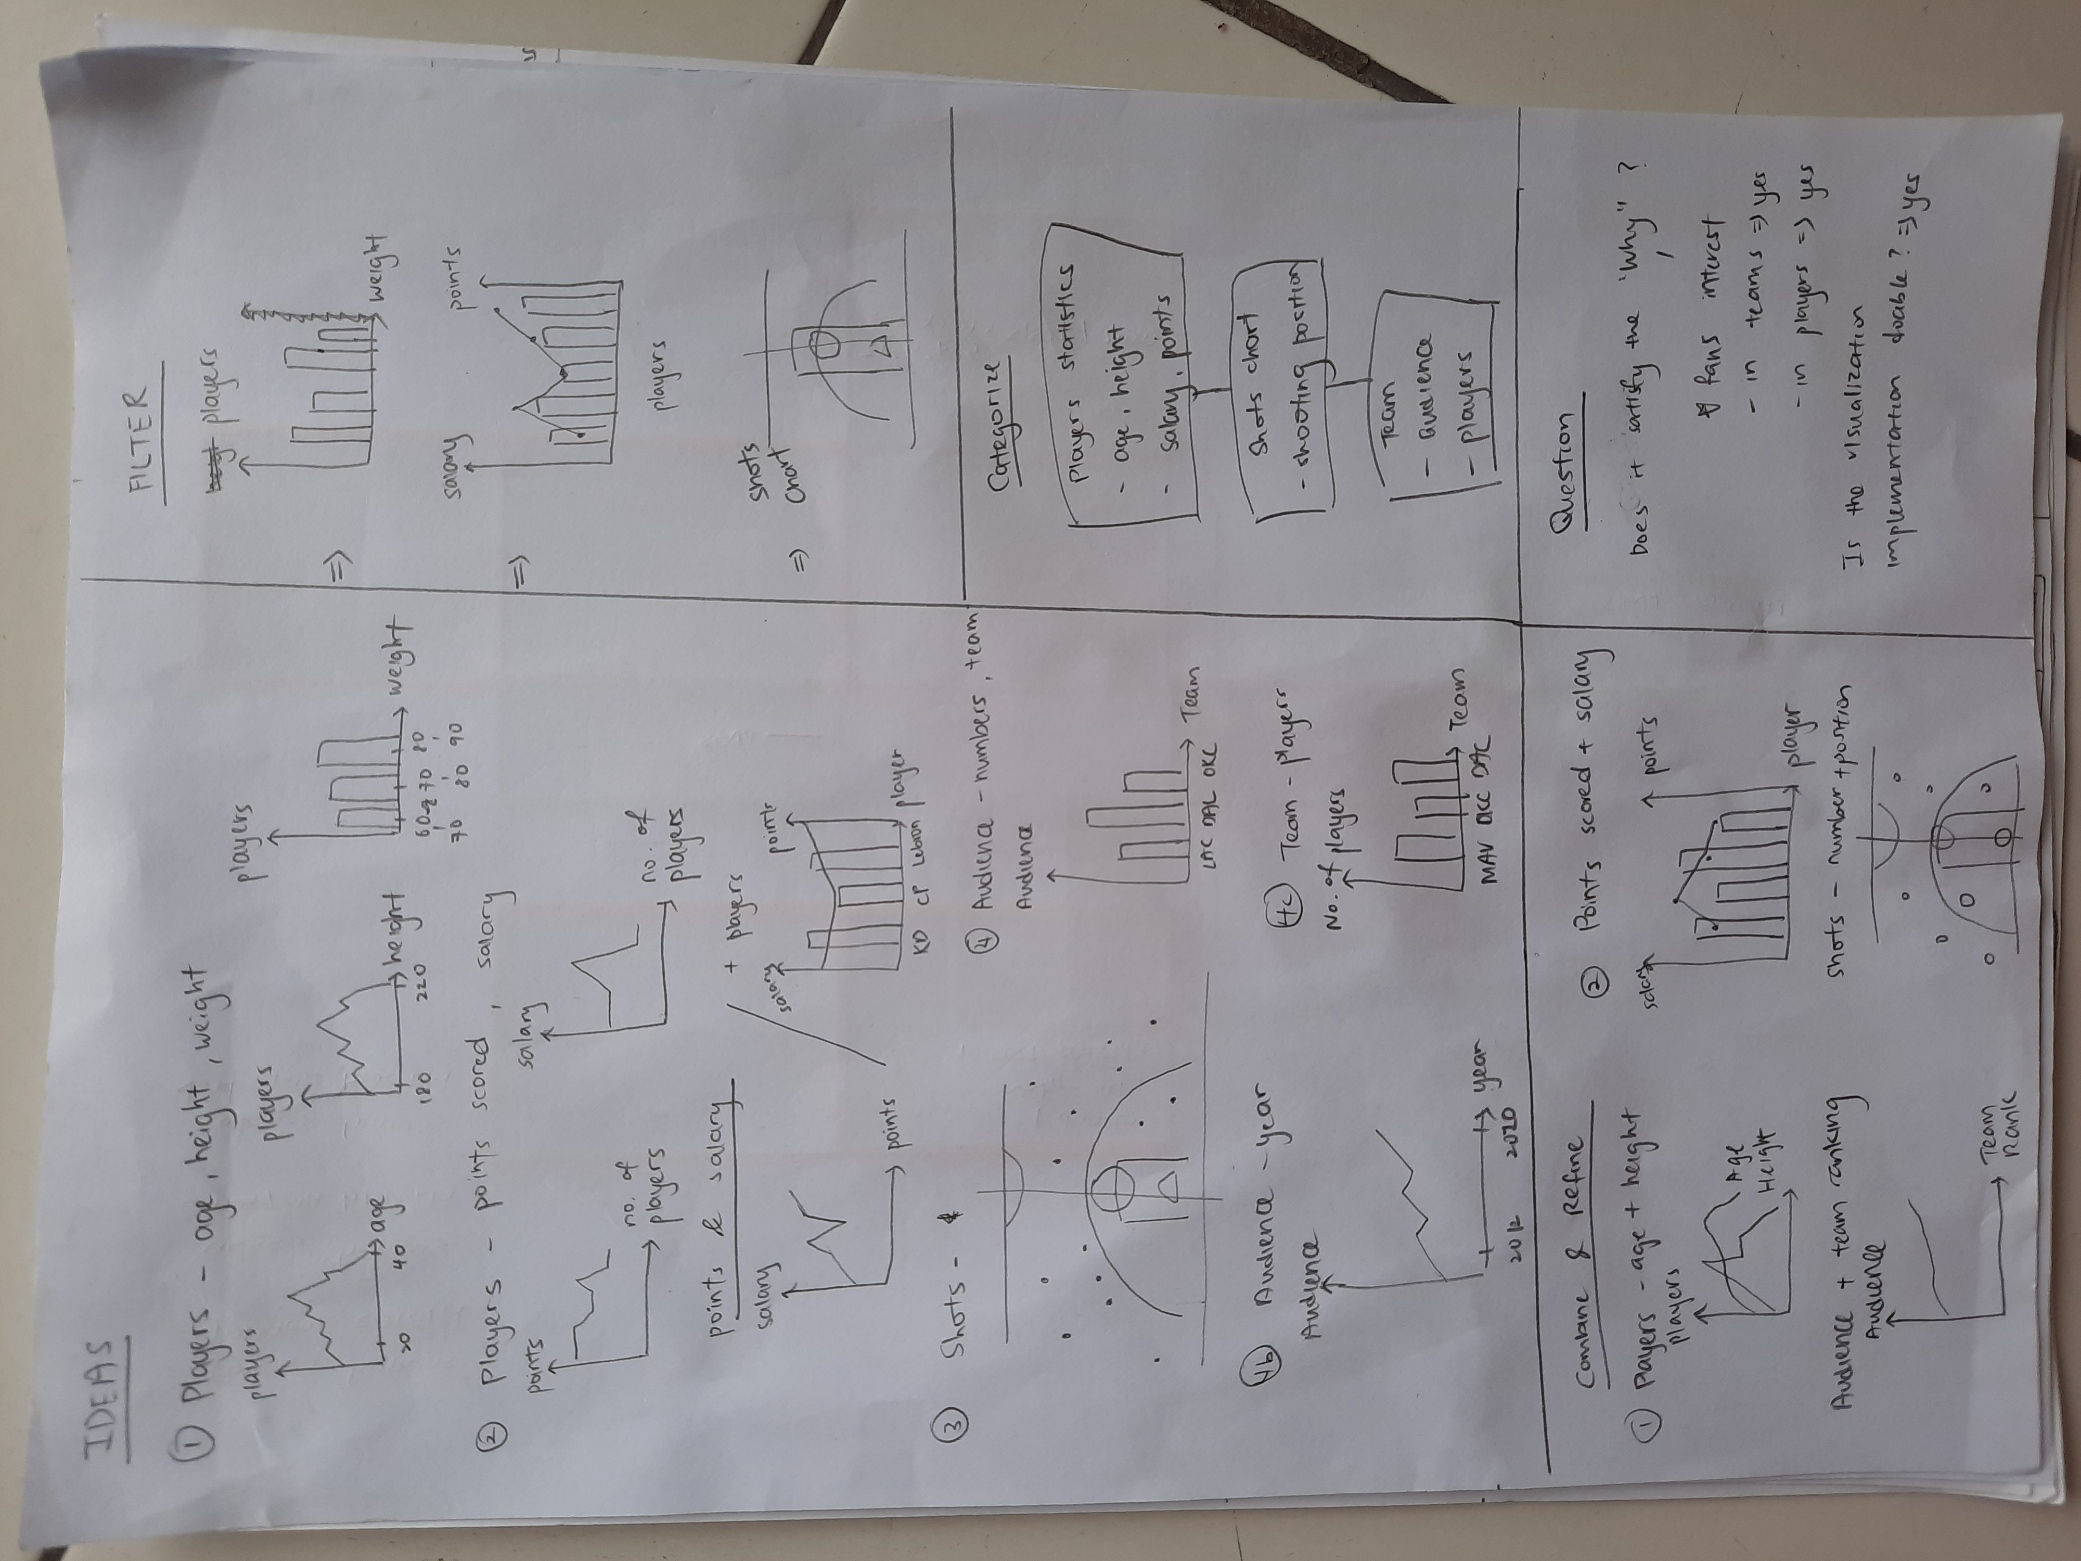 IDEAS
① Players - age, height, weight
players
age
20 40
players
height
180 220
players
weight
60 70 80
70 80 90
② Players - points scored, salary
points
no. of
players
salary
no. of
players
points & salary
salary
points
+ players
salary points
player
KD CP Lebron
③ Shots -
④ Audience - numbers, team
Audience
Team
LAC DAL OKC
4b Audience - year
Audience
year
2012 2020
4c Team - players
No. of players
Team
MAV
FILTER
players
⇒
weight
salary points
⇒
players
⇒ Shots
chart
Categorize
Players statistics
- age, height
- salary, points
Shots chart
- shooting position
Team
- audience
- players
Combine & Refine
① Payers - age + height
players
Age
Height
② Points scored + salary
salary points
player
Audience + team ranking
Audience
Team
Rank
Shots - number + position
Question
Does it satisfy the "Why" ?
fans interest
- in teams ⇒ yes
- in players ⇒ yes
Is the visualization
implementation doable? ⇒ yes